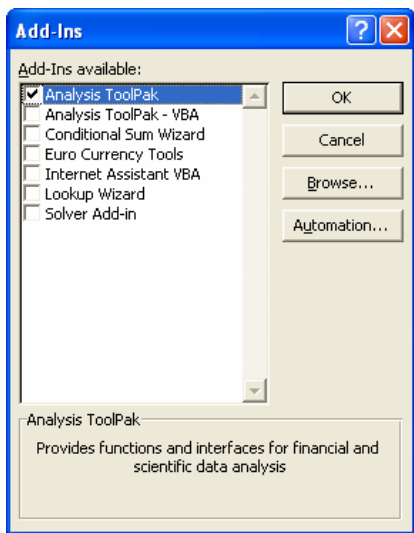 Add-Ins
Add-Ins available:
Analysis ToolPak
Analysis ToolPak - VBA
Conditional Sum Wizard
Euro Currency Tools
Internet Assistant VBA
Lookup Wizard
Solver Add-in
OK
Cancel
Browse...
Automation...
Analysis ToolPak
Provides functions and interfaces for financial and
scientific data analysis